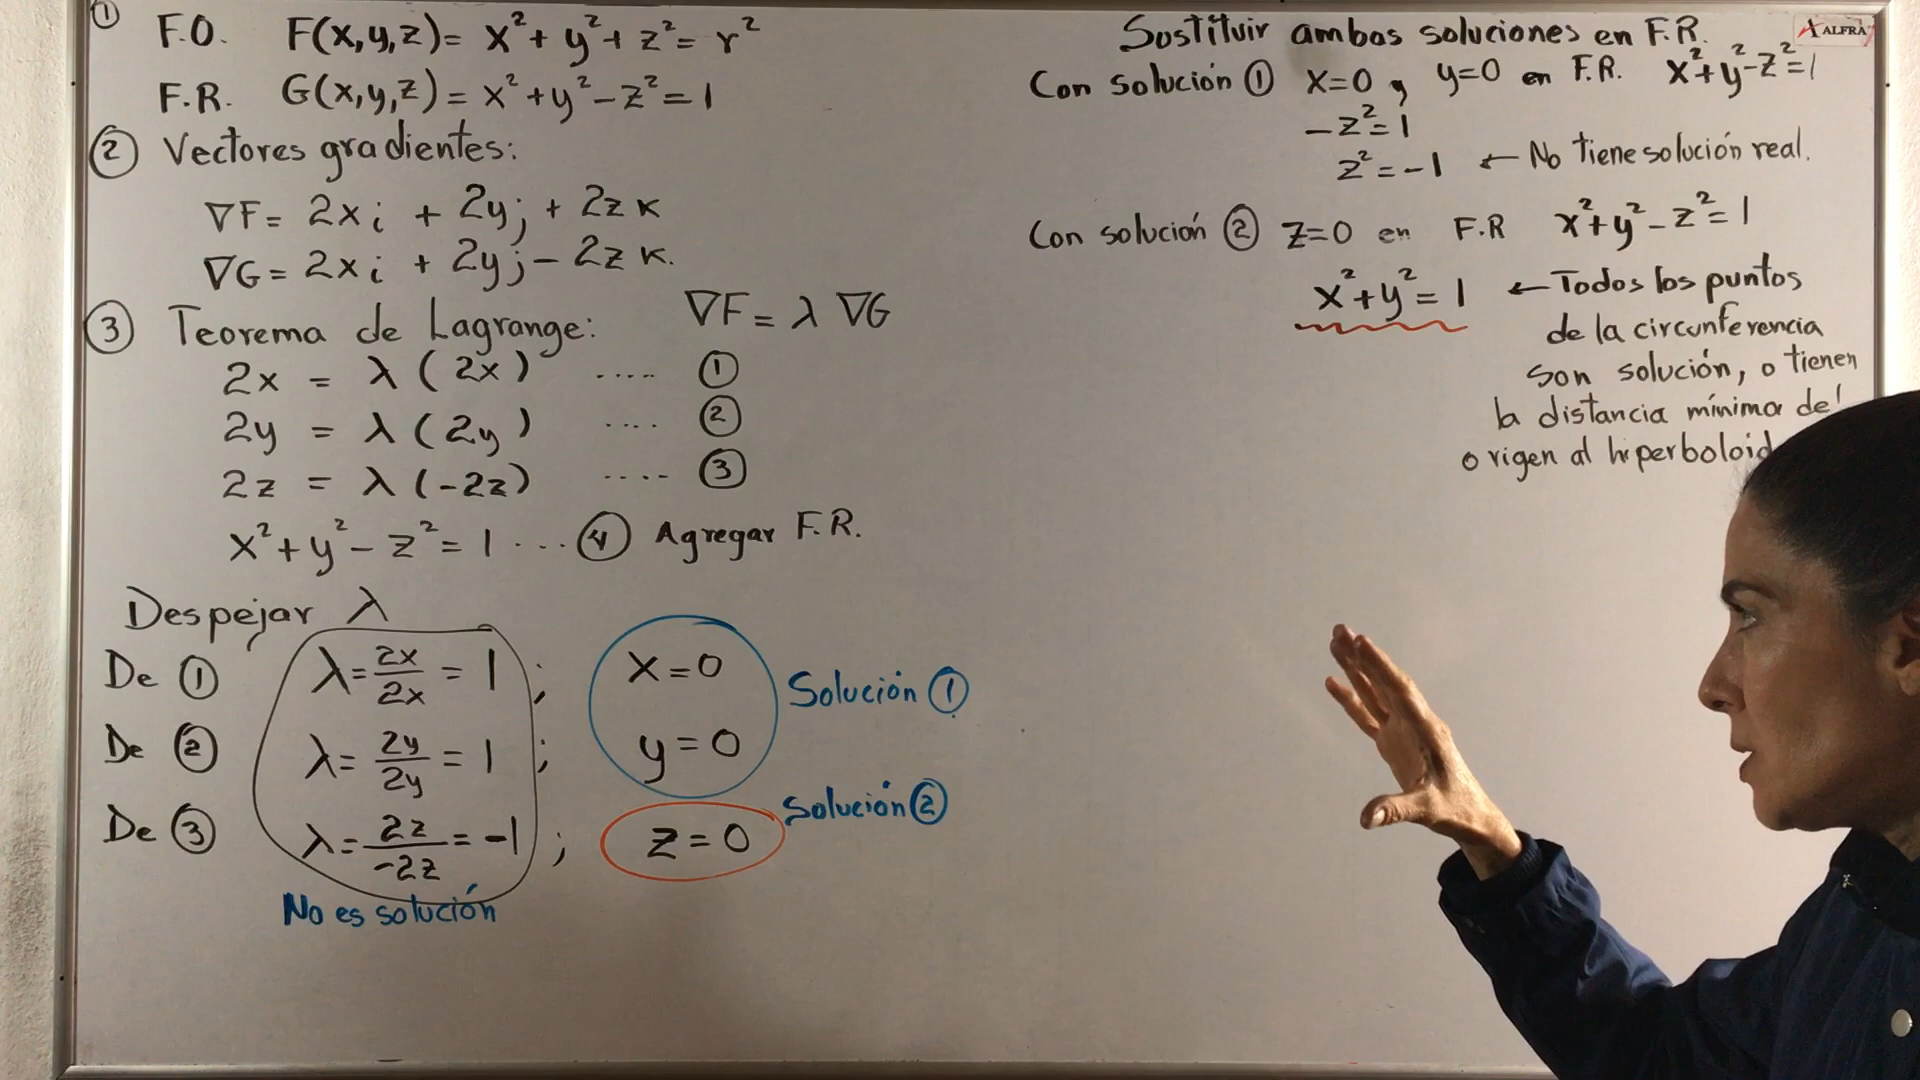 ① F.O. F(x,y,z)= x²+ y²+ z²= r²
F.R. G(x,y,z)= x²+y²−z²= 1
② Vectores gradientes:
∇F= 2x i + 2y j + 2z k
∇G= 2x i + 2y j − 2z k.
③ Teorema de Lagrange: ∇F= λ ∇G
2x = λ(2x) ..... ①
2y = λ(2y) .... ②
2z = λ(-2z) ..... ③
x²+y²− z²= 1 ... ④ Agregar F.R.
Despejar λ
De ① λ= 2x/2x = 1 ; x=0
Solución ①
De ② λ= 2y/2y = 1 ; y=0
Solución ②
De ③ λ= 2z/-2z = -1 ; z=0
No es solución
Sostituir ambas soluciones en F.R.
ALFRA
Con solución ① x=0 y y=0 en F.R. x²+y²-z²=1
−z²=1
z²=-1 ← No tiene solución real.
Con solución ② z=0 en F.R x²+y²−z²=1
x²+y²= 1 ← Todos los puntos
de la circunferencia
son solución, o tienen
la distancia mínima del
origen al hiperboloid